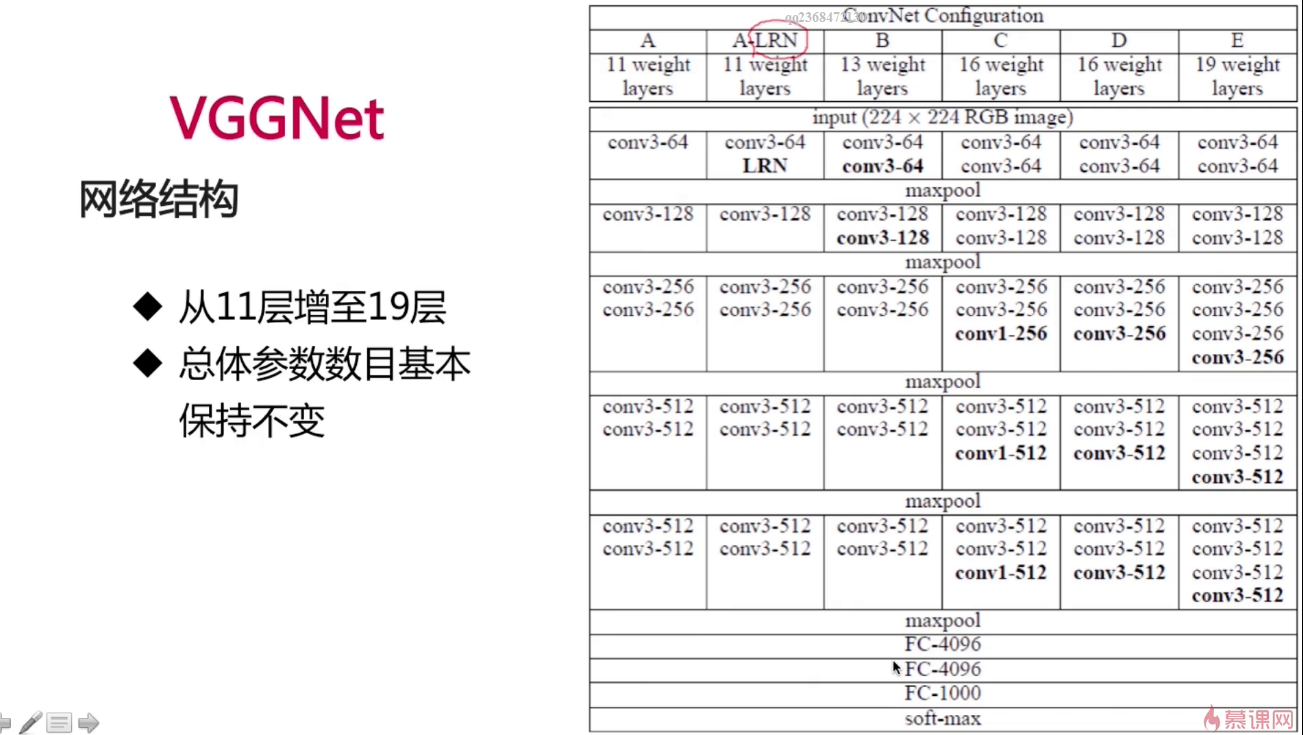 VGGNet
网络结构
◆ 从11层增至19层
◆ 总体参数数目基本
保持不变
ConvNet Configuration
A A-LRN B C D E
11 weight 11 weight 13 weight 16 weight 16 weight 19 weight
layers layers layers layers layers layers
input (224 × 224 RGB image)
conv3-64 conv3-64 conv3-64 conv3-64 conv3-64 conv3-64
LRN conv3-64 conv3-64 conv3-64 conv3-64
maxpool
conv3-128 conv3-128 conv3-128 conv3-128 conv3-128 conv3-128
conv3-128 conv3-128 conv3-128 conv3-128
maxpool
conv3-256 conv3-256 conv3-256 conv3-256 conv3-256 conv3-256
conv3-256 conv3-256 conv3-256 conv3-256 conv3-256 conv3-256
conv1-256 conv3-256 conv3-256
conv3-256
maxpool
conv3-512 conv3-512 conv3-512 conv3-512 conv3-512 conv3-512
conv3-512 conv3-512 conv3-512 conv3-512 conv3-512 conv3-512
conv1-512 conv3-512 conv3-512
conv3-512
maxpool
conv3-512 conv3-512 conv3-512 conv3-512 conv3-512 conv3-512
conv3-512 conv3-512 conv3-512 conv3-512 conv3-512 conv3-512
conv1-512 conv3-512 conv3-512
conv3-512
maxpool
FC-4096
FC-4096
FC-1000
soft-max
慕课网